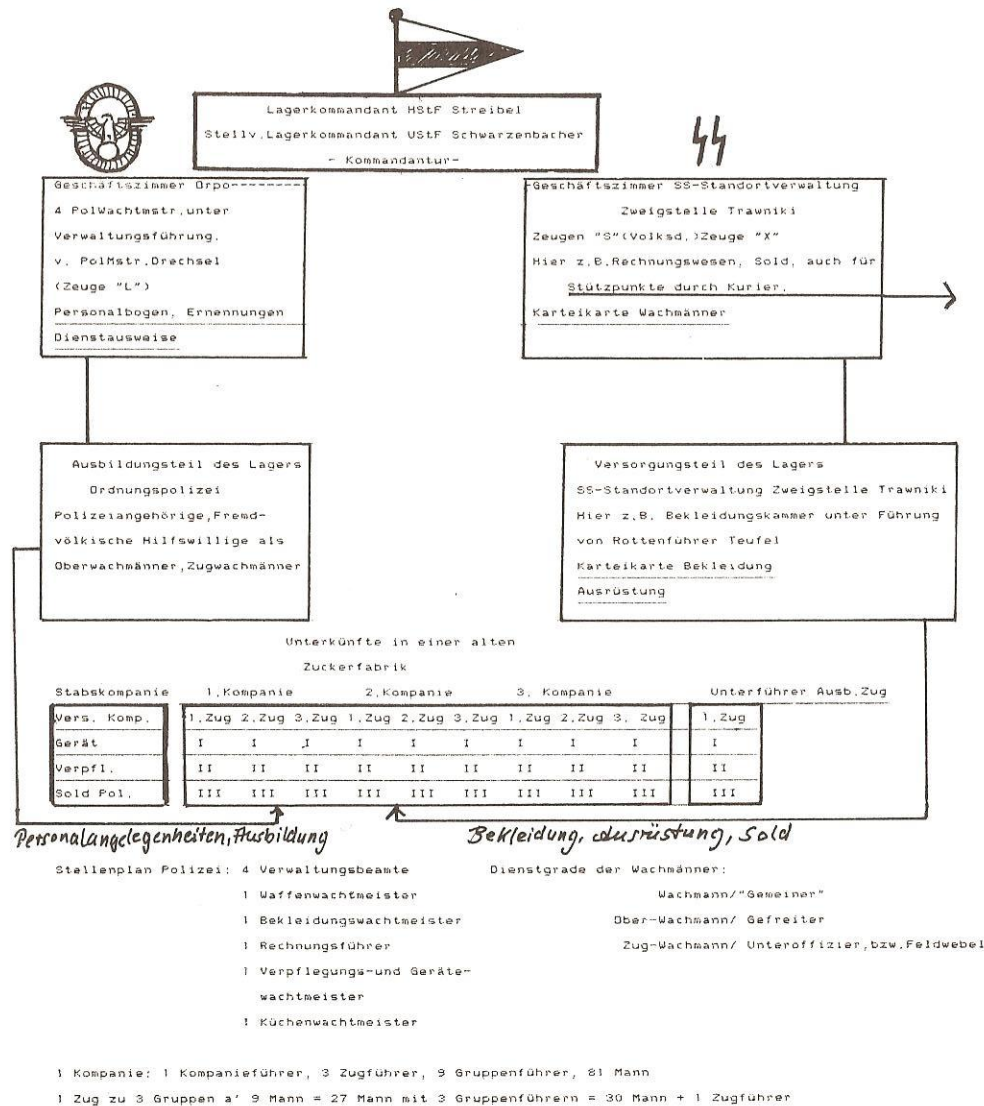 Lagerkommandant HStF Streibel
Stellv.Lagerkommandant UStF Schwarzenbacher
- Kommandantur-
Geschäftszimmer Orpo
4 PolWachtmstr,unter
Verwaltungsführung,
v. PolMstr.Drechsel
(Zeuge "L")
Personalbogen, Ernennungen
Dienstausweise
Geschäftszimmer SS-Standortverwaltung
Zweigstelle Trawniki
Zeugen "S"(Volksd,)Zeuge "X"
Hier z,B,Rechnungswesen, Sold, auch für
Stützpunkte durch Kurier,
Karteikarte Wachmänner
Ausbildungsteil des Lagers
Ordnungspolizei
Polizeiangehörige,Fremd-
völkische Hilfswillige als
Oberwachmänner,Zugwachmänner
Versorgungsteil des Lagers
SS-Standortverwaltung Zweigstelle Trawniki
Hier z,B, Bekleidungskammer unter Führung
von Rottenführer Teufel
Karteikarte Bekleidung
Ausrüstung
Unterkünfte in einer alten
Zuckerfabrik
Stabskompanie 1,Kompanie 2,Kompanie 3, Kompanie Unterführer Ausb,Zug
Vers. Komp. 1,Zug 2,Zug 3,Zug 1,Zug 2,Zug 3,Zug 1,Zug 2,Zug 3, Zug 1,Zug
Gerät I I I I I I I I I I
Verpfl. II II II II II II II II II II
Sold Pol. III III III III III III III III III III
Personalangelegenheiten, Ausbildung Bekleidung, Ausrüstung, Sold
Stellenplan Polizei: 4 Verwaltungsbeamte
1 Waffenwachtmeister
1 Bekleidungswachtmeister
1 Rechnungsführer
1 Verpflegungs-und Geräte-
wachtmeister
1 Küchenwachtmeister
Dienstgrade der Wachmänner:
Wachmann/"Gemeiner"
Ober-Wachmann/ Gefreiter
Zug-Wachmann/ Unteroffizier,bzw,Feldwebel
1 Kompanie: 1 Kompanieführer, 3 Zugführer, 9 Gruppenführer, 81 Mann
1 Zug zu 3 Gruppen a' 9 Mann = 27 Mann mit 3 Gruppenführern = 30 Mann + 1 Zugführer